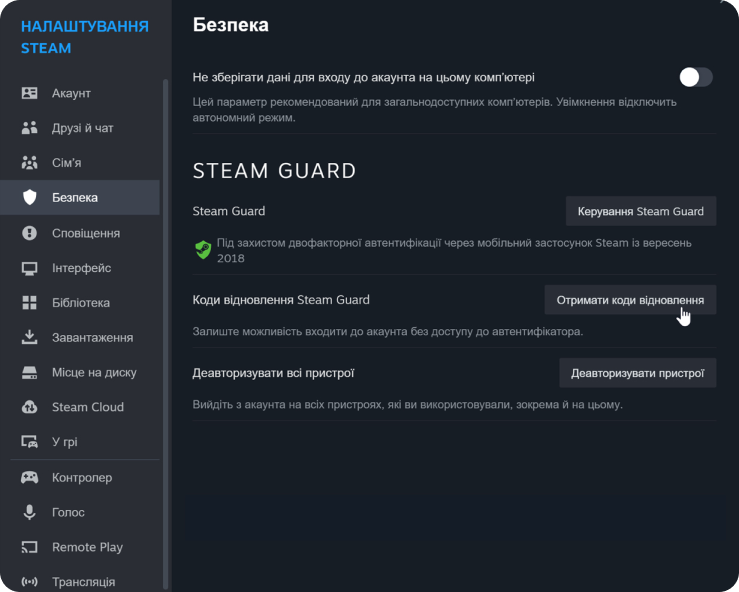 НАЛАШТУВАННЯ
STEAM
Акаунт
Друзі й чат
Сім'я
Безпека
Сповіщення
Інтерфейс
Бібліотека
Завантаження
Місце на диску
Steam Cloud
У грі
Контролер
Голос
Remote Play
Трансляція
Безпека
Не зберігати дані для входу до акаунта на цьому комп'ютері
Цей параметр рекомендований для загальнодоступних комп'ютерів. Увімкнення відключить
автономний режим.
STEAM GUARD
Steam Guard
Керування Steam Guard
Під захистом двофакторної автентифікації через мобільний застосунок Steam із вересень
2018
Коди відновлення Steam Guard
Отримати коди відновлення
Залиште можливість входити до акаунта без доступу до автентифікатора.
Деавторизувати всі пристрої
Деавторизувати пристрої
Вийдіть з акаунта на всіх пристроях, які ви використовували, зокрема й на цьому.